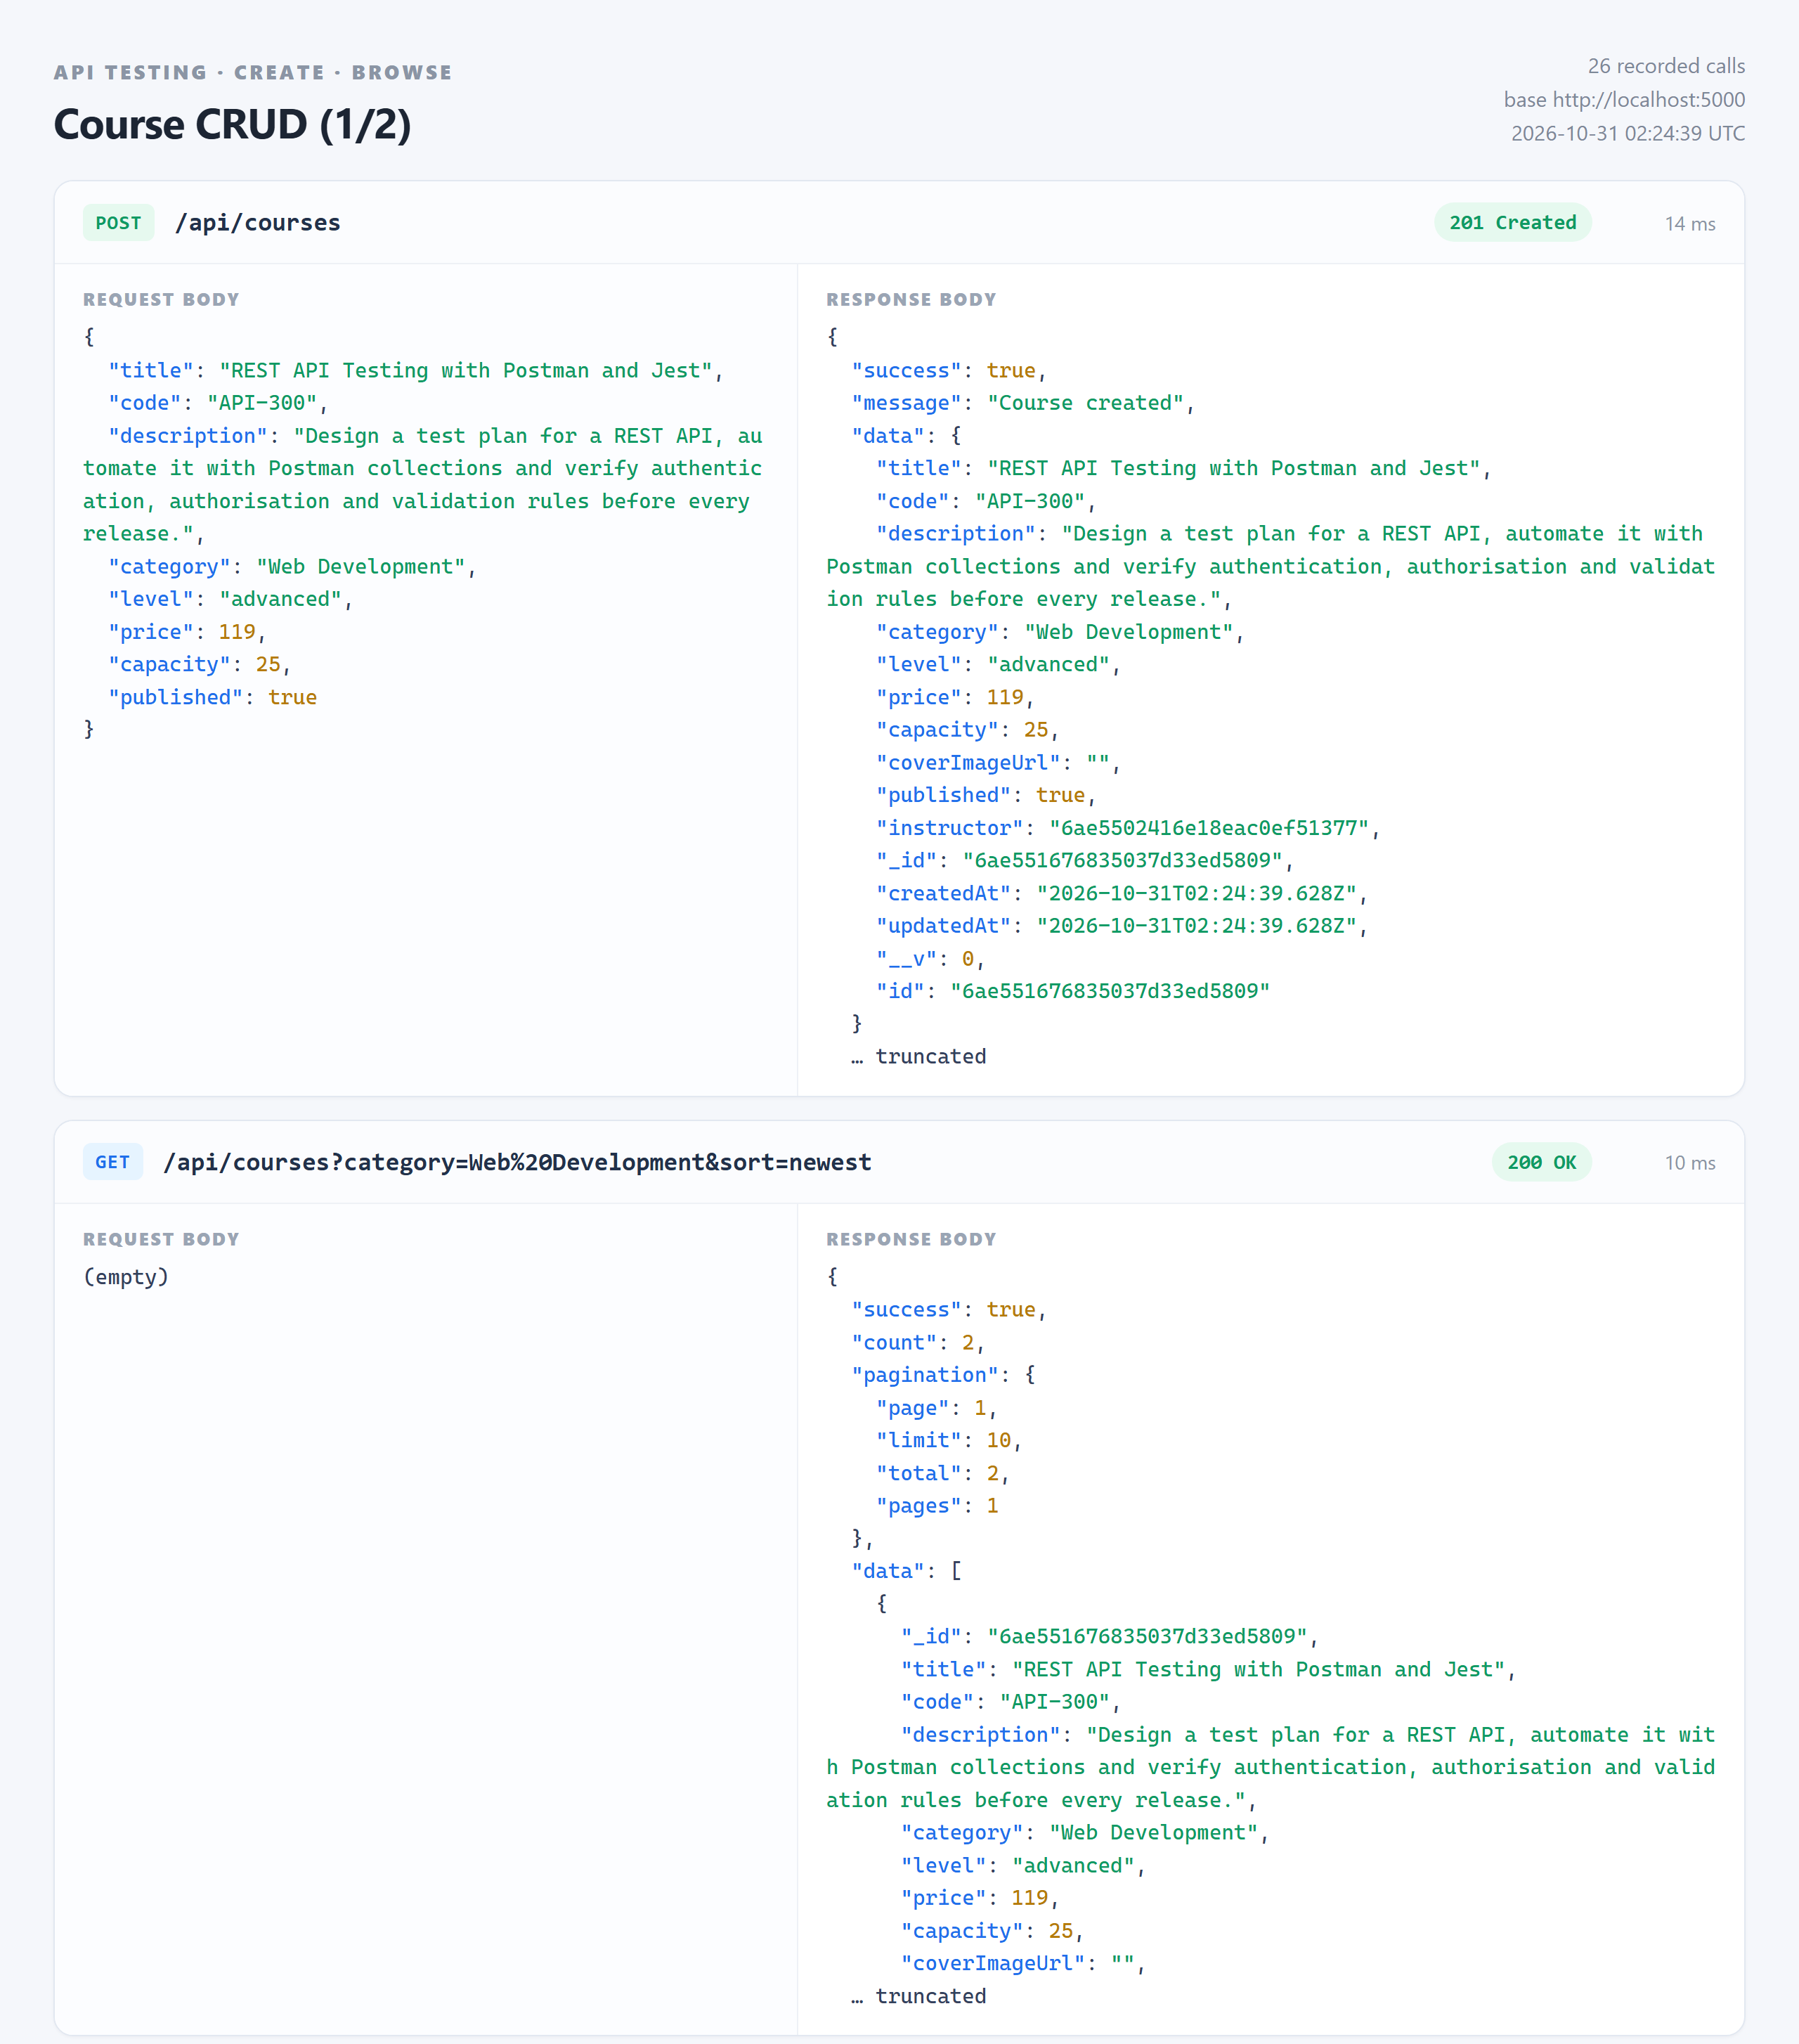 API TESTING · CREATE · BROWSE
Course CRUD (1/2)
26 recorded calls
base http://localhost:5000
2026-10-31 02:24:39 UTC
POST /api/courses 201 Created 14 ms
REQUEST BODY
{
  "title": "REST API Testing with Postman and Jest",
  "code": "API-300",
  "description": "Design a test plan for a REST API, au
tomate it with Postman collections and verify authentic
ation, authorisation and validation rules before every
release.",
  "category": "Web Development",
  "level": "advanced",
  "price": 119,
  "capacity": 25,
  "published": true
}
RESPONSE BODY
{
  "success": true,
  "message": "Course created",
  "data": {
    "title": "REST API Testing with Postman and Jest",
    "code": "API-300",
    "description": "Design a test plan for a REST API, automate it with
Postman collections and verify authentication, authorisation and validat
ion rules before every release.",
    "category": "Web Development",
    "level": "advanced",
    "price": 119,
    "capacity": 25,
    "coverImageUrl": "",
    "published": true,
    "instructor": "6ae5502416e18eac0ef51377",
    "_id": "6ae551676835037d33ed5809",
    "createdAt": "2026-10-31T02:24:39.628Z",
    "updatedAt": "2026-10-31T02:24:39.628Z",
    "__v": 0,
    "id": "6ae551676835037d33ed5809"
  }
  … truncated
GET /api/courses?category=Web%20Development&sort=newest 200 OK 10 ms
REQUEST BODY
(empty)
RESPONSE BODY
{
  "success": true,
  "count": 2,
  "pagination": {
    "page": 1,
    "limit": 10,
    "total": 2,
    "pages": 1
  },
  "data": [
    {
      "_id": "6ae551676835037d33ed5809",
      "title": "REST API Testing with Postman and Jest",
      "code": "API-300",
      "description": "Design a test plan for a REST API, automate it wit
h Postman collections and verify authentication, authorisation and valid
ation rules before every release.",
      "category": "Web Development",
      "level": "advanced",
      "price": 119,
      "capacity": 25,
      "coverImageUrl": "",
  … truncated